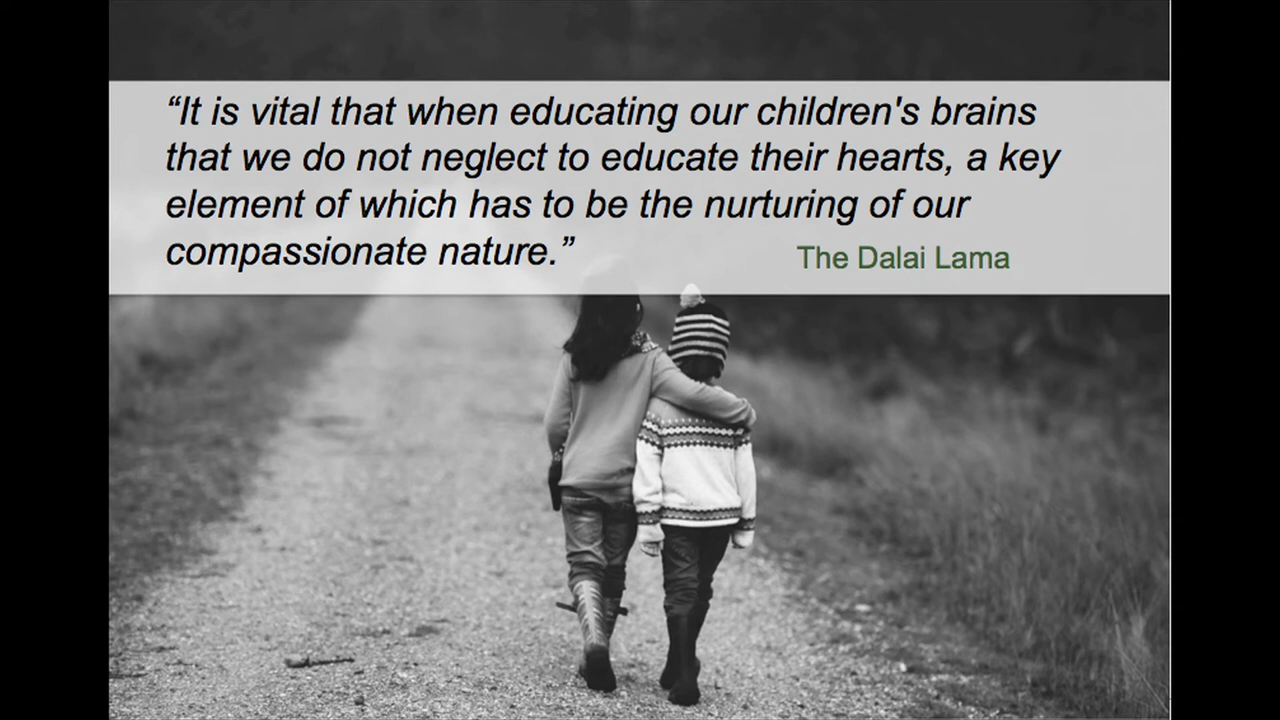 “It is vital that when educating our children's brains
that we do not neglect to educate their hearts, a key
element of which has to be the nurturing of our
compassionate nature.”
The Dalai Lama